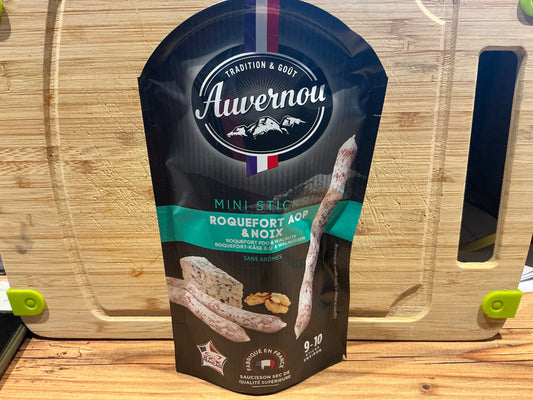 TRADITION & GOÛT
Auvernou
MINI STICKS
ROQUEFORT AOP
& NOIX
ROQUEFORT PDO & WALNUTS
ROQUEFORT-KÄSE G.U. & WALNÜSSEN
SANS ARÔMES
9-10
FABRIQUÉ EN FRANCE
SAUCISSON SEC DE
QUALITÉ SUPÉRIEURE